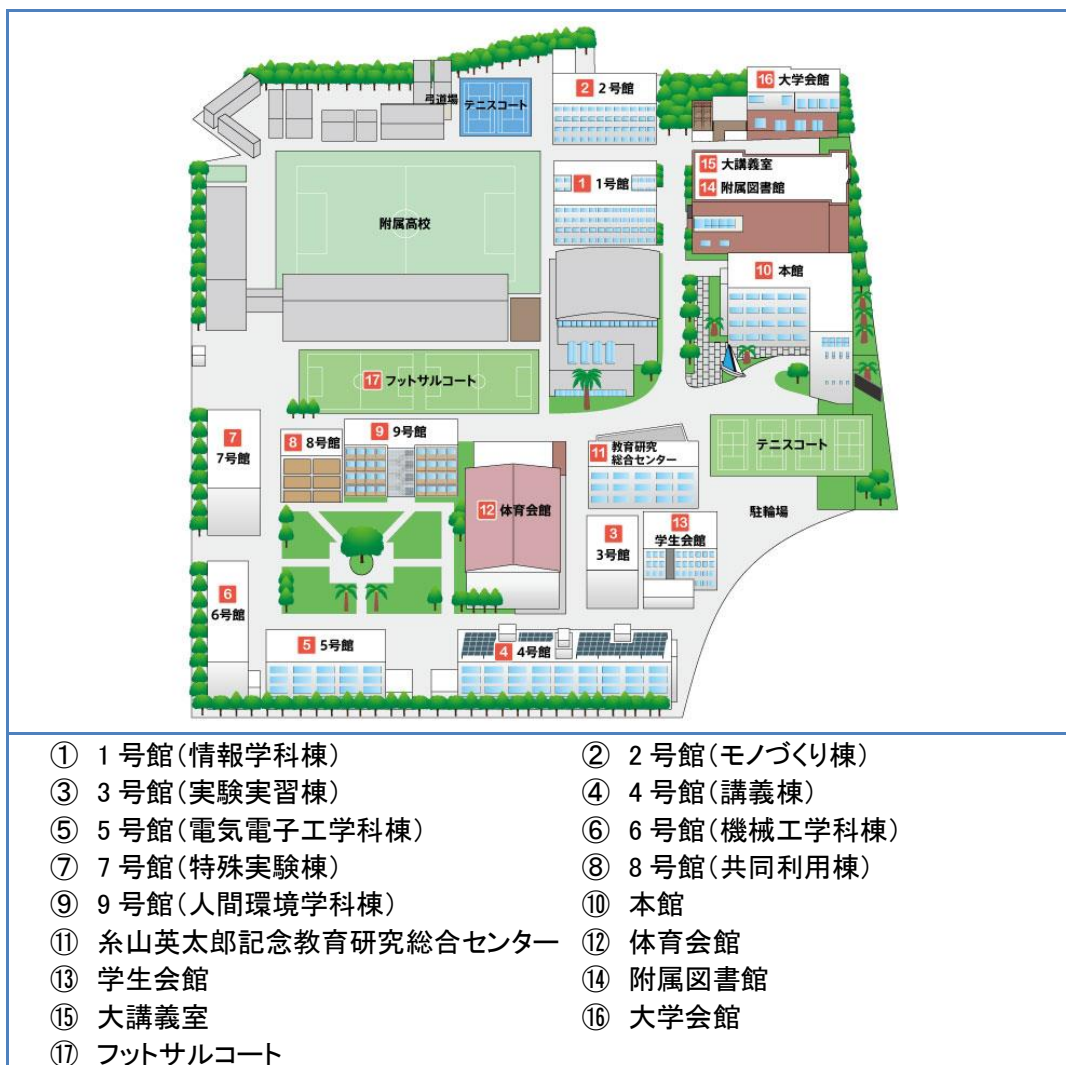 弓道場
テニスコート
2 2号館
16 大学会館
1 1号館
15 大講義室
14 附属図書館
附属高校
10 本館
17 フットサルコート
7
7号館
8 8号館
9 9号館
11 教育研究
総合センター
テニスコート
12 体育会館
3
3号館
13
学生会館
駐輪場
6
6号館
5 5号館
4 4号館
① 1号館(情報学科棟)
② 2号館(モノづくり棟)
③ 3号館(実験実習棟)
④ 4号館(講義棟)
⑤ 5号館(電気電子工学科棟)
⑥ 6号館(機械工学科棟)
⑦ 7号館(特殊実験棟)
⑧ 8号館(共同利用棟)
⑨ 9号館(人間環境学科棟)
⑩ 本館
⑪ 糸山英太郎記念教育研究総合センター
⑫ 体育会館
⑬ 学生会館
⑭ 附属図書館
⑮ 大講義室
⑯ 大学会館
⑰ フットサルコート